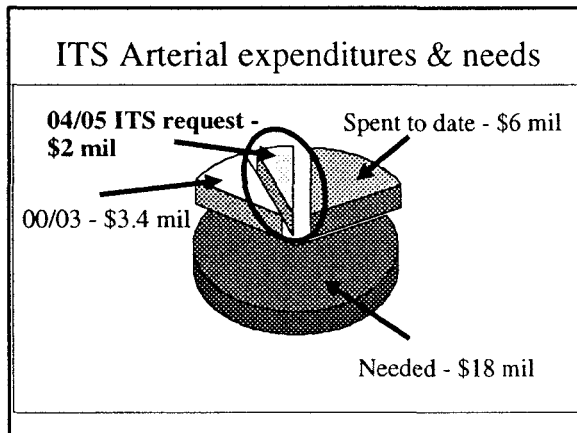 ITS Arterial expenditures & needs
04/05 ITS request -
$2 mil
Spent to date - $6 mil
00/03 - $3.4 mil
Needed - $18 mil